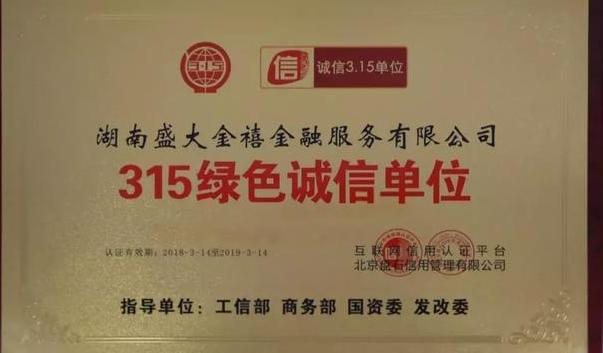 315
信 诚信3.15单位
湖南盛大金禧金融服务有限公司
315绿色诚信单位
认证有效期：2018-3-14至2019-3-14
互联网信用认证平台
北京盘石信用管理有限公司
指导单位：工信部 商务部 国资委 发改委